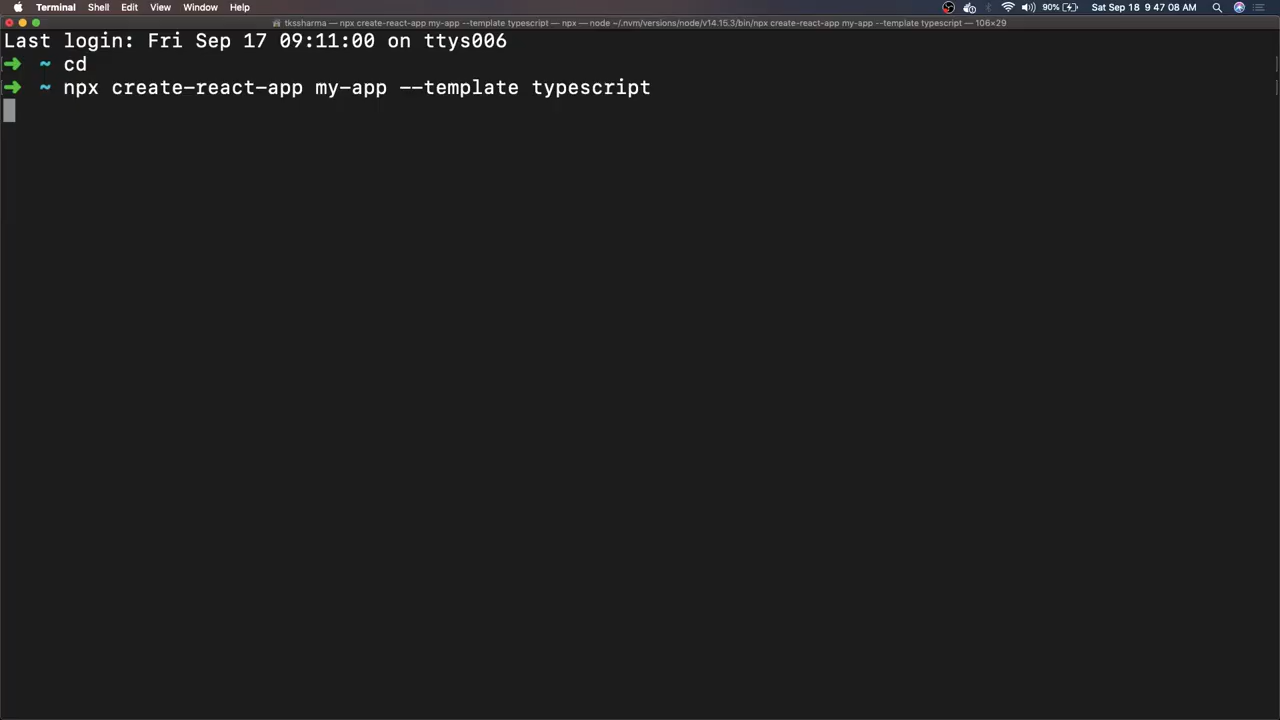 Terminal Shell Edit View Window Help 90% Sat Sep 18 9:47:08 AM
tkssharma — npx create-react-app my-app --template typescript — npx — node ~/.nvm/versions/node/v14.15.3/bin/npx create-react-app my-app --template typescript — 106×29
Last login: Fri Sep 17 09:11:00 on ttys006
➜ ~ cd
➜ ~ npx create-react-app my-app --template typescript